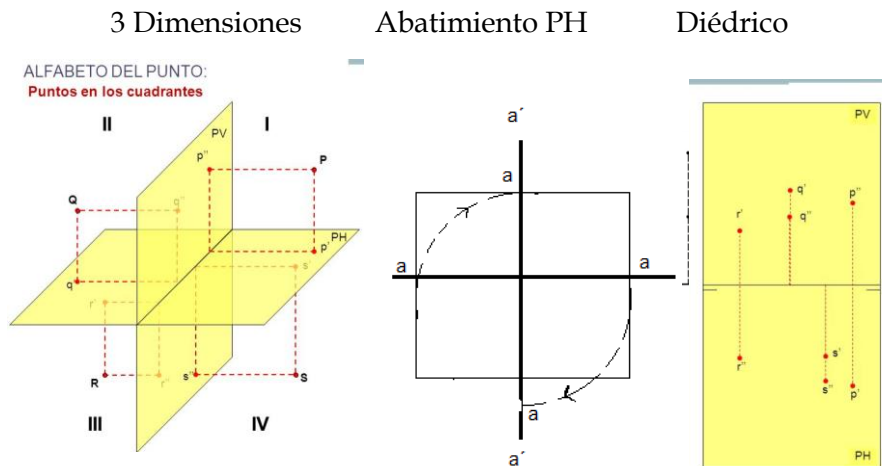 3 Dimensiones Abatimiento PH Diédrico
ALFABETO DEL PUNTO:
Puntos en los cuadrantes
II I
PV
p''
P
Q
q''
PH
p'
s'
q
r'
R
r''
s''
S
III IV
a´
a
a
a
a
a´
PV
q'
p''
r'
q''
s'
r''
s''
p'
PH